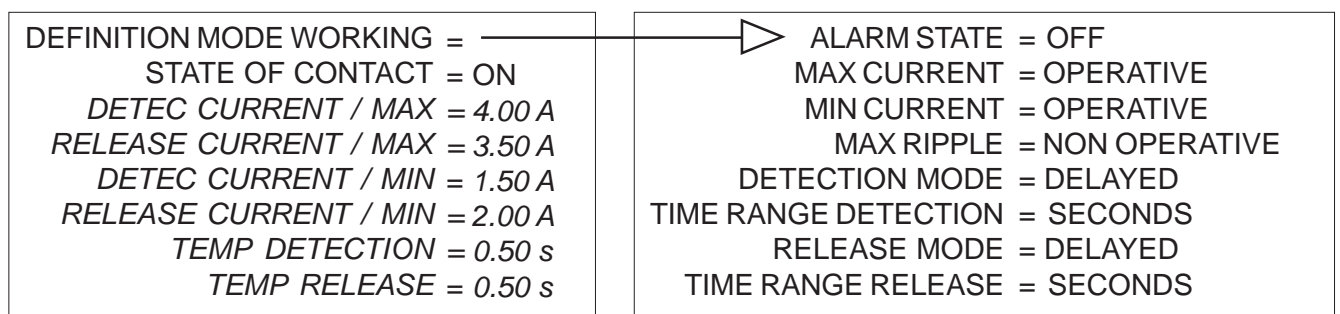 DEFINITION MODE WORKING =
STATE OF CONTACT = ON
DETEC CURRENT / MAX = 4.00 A
RELEASE CURRENT / MAX = 3.50 A
DETEC CURRENT / MIN = 1.50 A
RELEASE CURRENT / MIN = 2.00 A
TEMP DETECTION = 0.50 s
TEMP RELEASE = 0.50 s
ALARM STATE = OFF
MAX CURRENT = OPERATIVE
MIN CURRENT = OPERATIVE
MAX RIPPLE = NON OPERATIVE
DETECTION MODE = DELAYED
TIME RANGE DETECTION = SECONDS
RELEASE MODE = DELAYED
TIME RANGE RELEASE = SECONDS